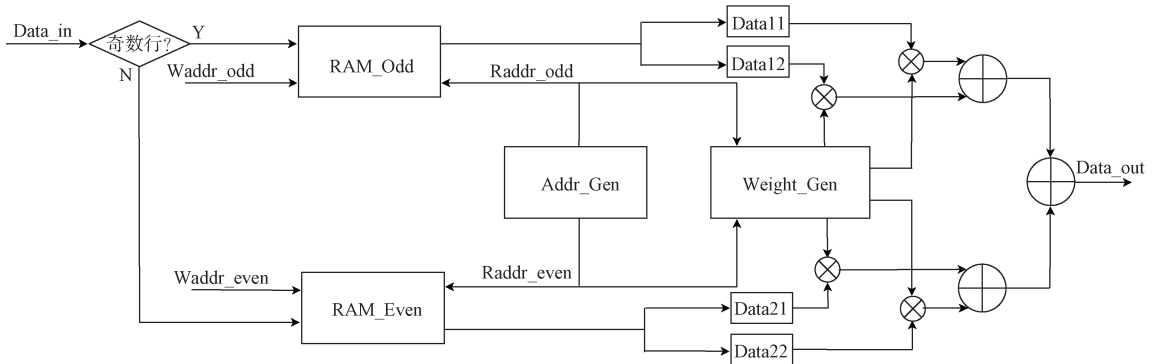 Data_in
奇数行?
Y
N
Waddr_odd
RAM_Odd
Raddr_odd
Data11
Data12
Addr_Gen
Weight_Gen
Data_out
Waddr_even
RAM_Even
Raddr_even
Data21
Data22